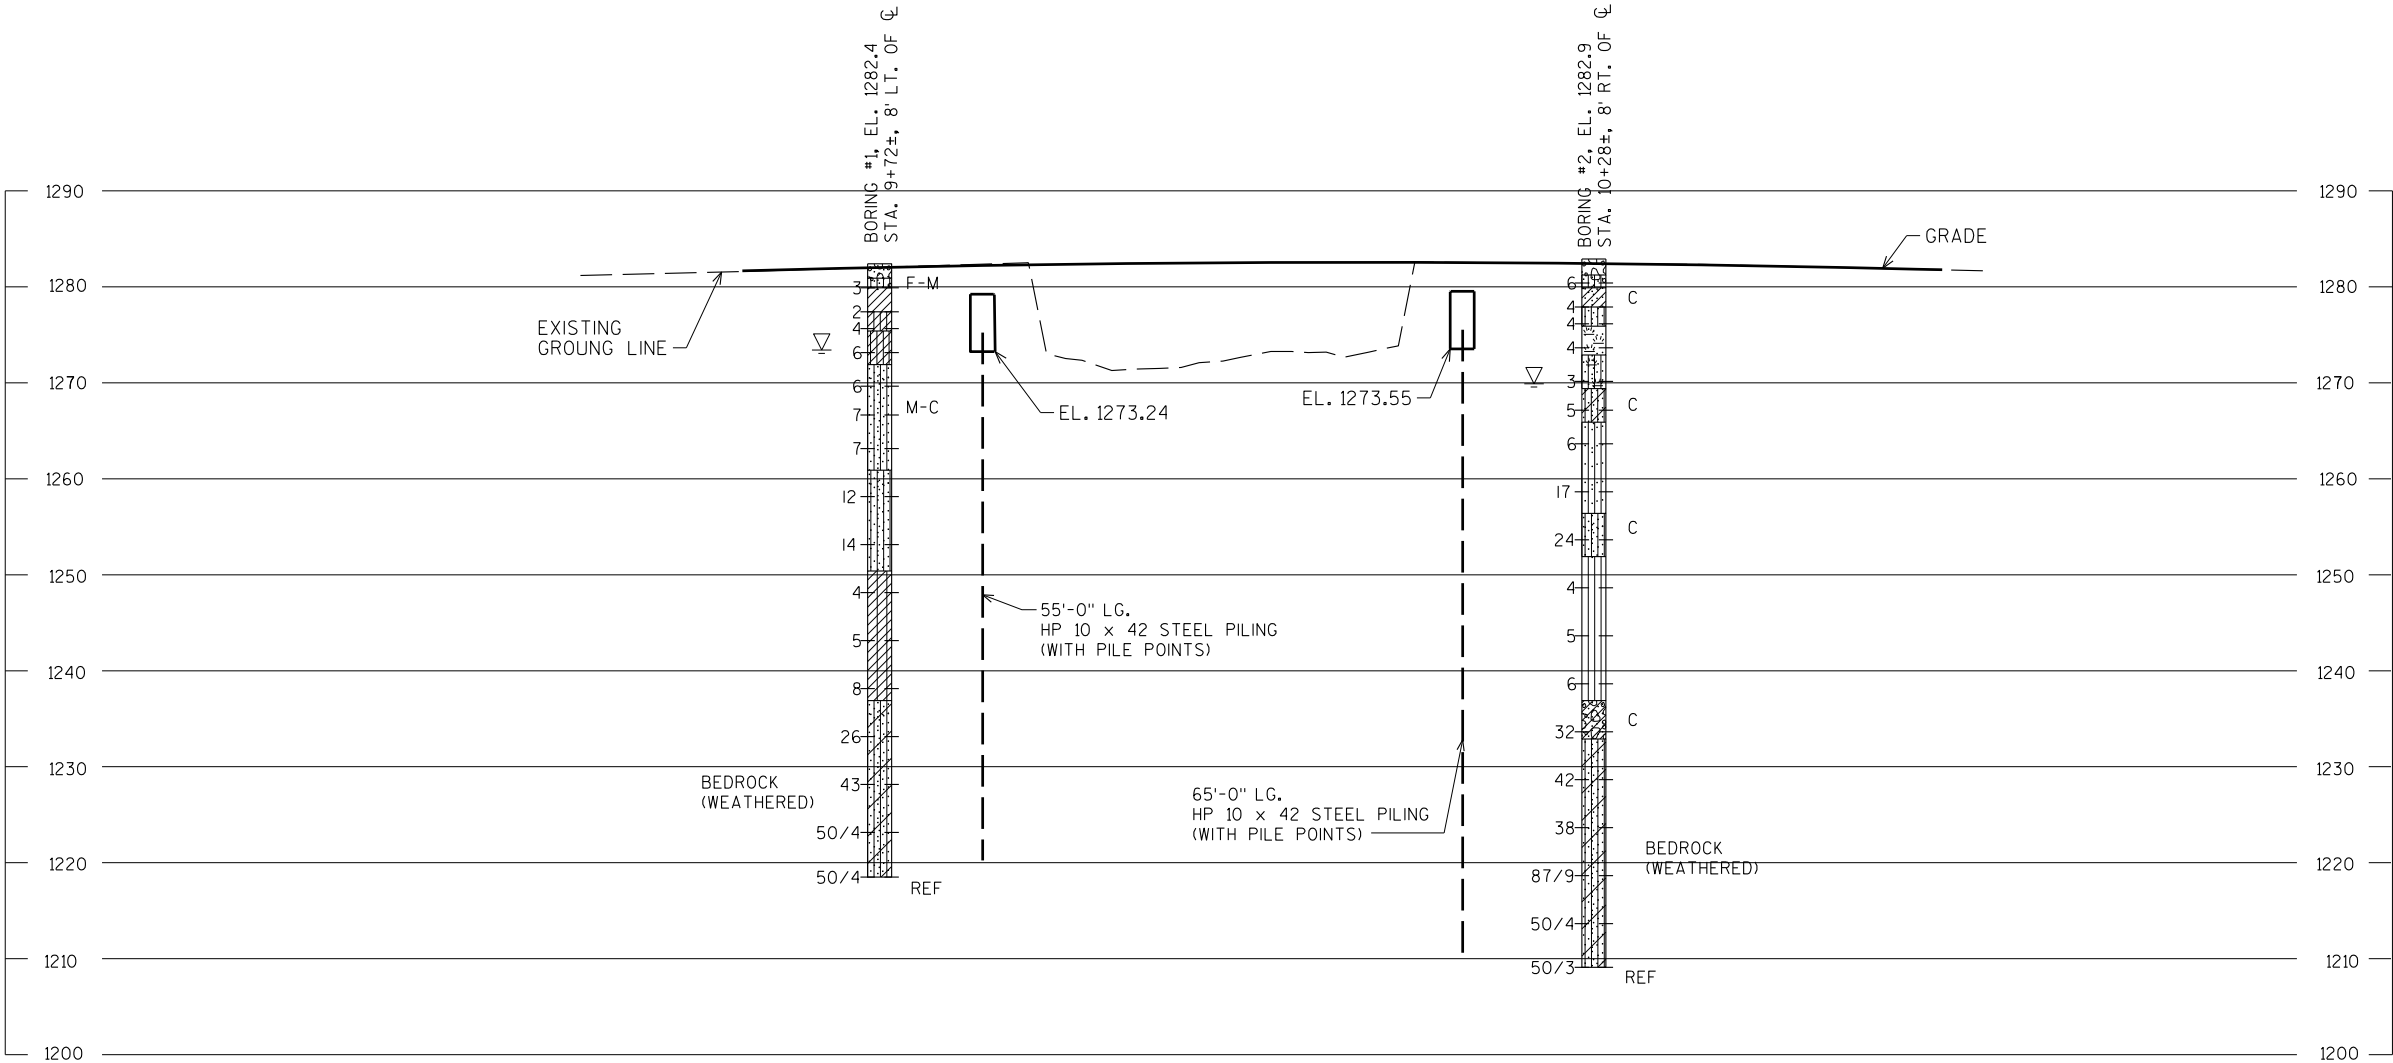 BORING #1, EL. 1282.4
STA. 9+72±, 8' LT. OF ℄
BORING #2, EL. 1282.9
STA. 10+28±, 8' RT. OF ℄
1290
1290
GRADE
1280
1280
EXISTING
GROUNG LINE
3
F-M
2
4
6
6
7
M-C
7
12
14
4
5
8
26
43
50/4
50/4
REF
EL. 1273.24
EL. 1273.55
6
C
4
4
4
3
5
C
6
17
C
24
4
5
6
C
32
42
38
87/9
50/4
50/3
REF
1270
1270
1260
1260
1250
1250
55'-0" LG.
HP 10 x 42 STEEL PILING
(WITH PILE POINTS)
1240
1240
1230
1230
BEDROCK
(WEATHERED)
65'-0" LG.
HP 10 x 42 STEEL PILING
(WITH PILE POINTS)
BEDROCK
(WEATHERED)
1220
1220
1210
1210
1200
1200